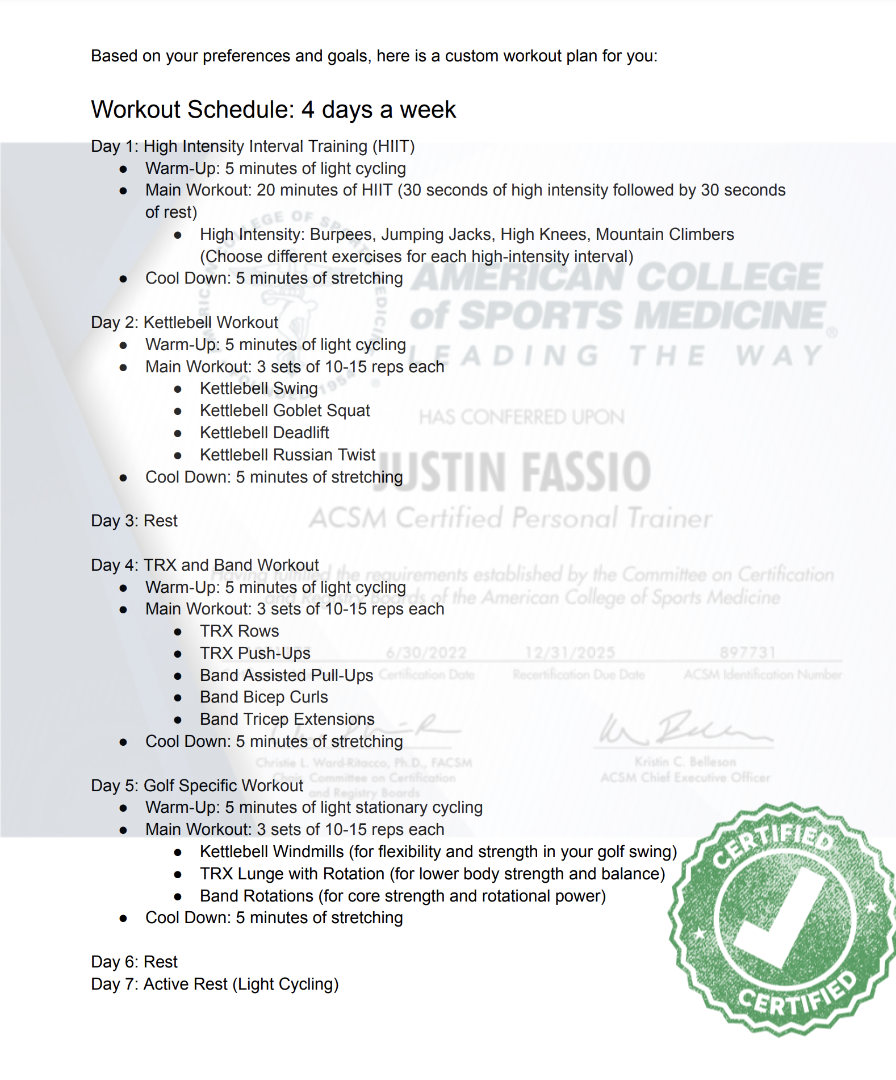 Based on your preferences and goals, here is a custom workout plan for you:
Workout Schedule: 4 days a week
Day 1: High Intensity Interval Training (HIIT)
● Warm-Up: 5 minutes of light cycling
● Main Workout: 20 minutes of HIIT (30 seconds of high intensity followed by 30 seconds
of rest)
● High Intensity: Burpees, Jumping Jacks, High Knees, Mountain Climbers
(Choose different exercises for each high-intensity interval)
● Cool Down: 5 minutes of stretching
AMERICAN COLLEGE
of SPORTS MEDICINE®
LEADING THE WAY
Day 2: Kettlebell Workout
● Warm-Up: 5 minutes of light cycling
● Main Workout: 3 sets of 10-15 reps each
● Kettlebell Swing
● Kettlebell Goblet Squat
● Kettlebell Deadlift
● Kettlebell Russian Twist
● Cool Down: 5 minutes of stretching
HAS CONFERRED UPON
JUSTIN FASSIO
ACSM Certified Personal Trainer
Day 3: Rest
Day 4: TRX and Band Workout
● Warm-Up: 5 minutes of light cycling
● Main Workout: 3 sets of 10-15 reps each
● TRX Rows
● TRX Push-Ups
● Band Assisted Pull-Ups
● Band Bicep Curls
● Band Tricep Extensions
● Cool Down: 5 minutes of stretching
the requirements established by the Committee on Certification
of the American College of Sports Medicine
6/30/2022 12/31/2025 897731
Certification Date Recertification Due Date ACSM Identification Number
Christie L. Ward-Ritacco, Ph.D., FACSM
Chair, Committee on Certification
and Registry Boards
Kristin C. Belleson
ACSM Chief Executive Officer
Day 5: Golf Specific Workout
● Warm-Up: 5 minutes of light stationary cycling
● Main Workout: 3 sets of 10-15 reps each
● Kettlebell Windmills (for flexibility and strength in your golf swing)
● TRX Lunge with Rotation (for lower body strength and balance)
● Band Rotations (for core strength and rotational power)
● Cool Down: 5 minutes of stretching
Day 6: Rest
Day 7: Active Rest (Light Cycling)
CERTIFIED
CERTIFIED